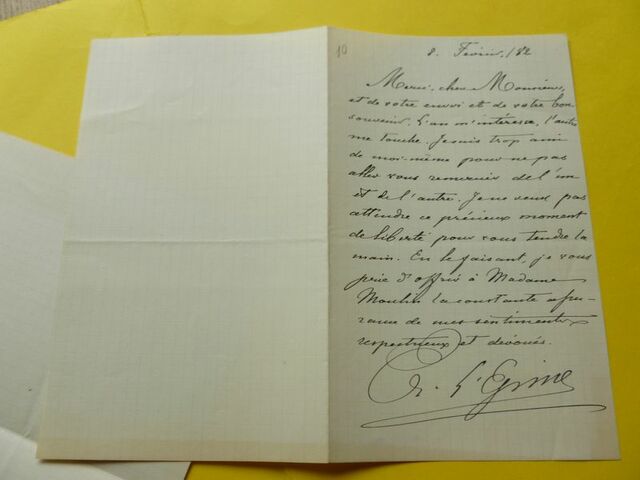 10
8. Février /82
Merci, cher Monsieur,
et de votre envoi et de votre bon
souvenir. L'un m'intéresse, l'autre
me touche. Je suis trop ami
de moi-même pour ne pas
aller vous remercier de l'un
et de l'autre. Je ne veux pas
attendre ce précieux moment
de liberté pour vous tendre la
main. En le faisant, je vous
prie d'offrir à Madame
Moulin la constante assu-
rance de mes sentiments
respectueux et dévoués.
Ch. L'